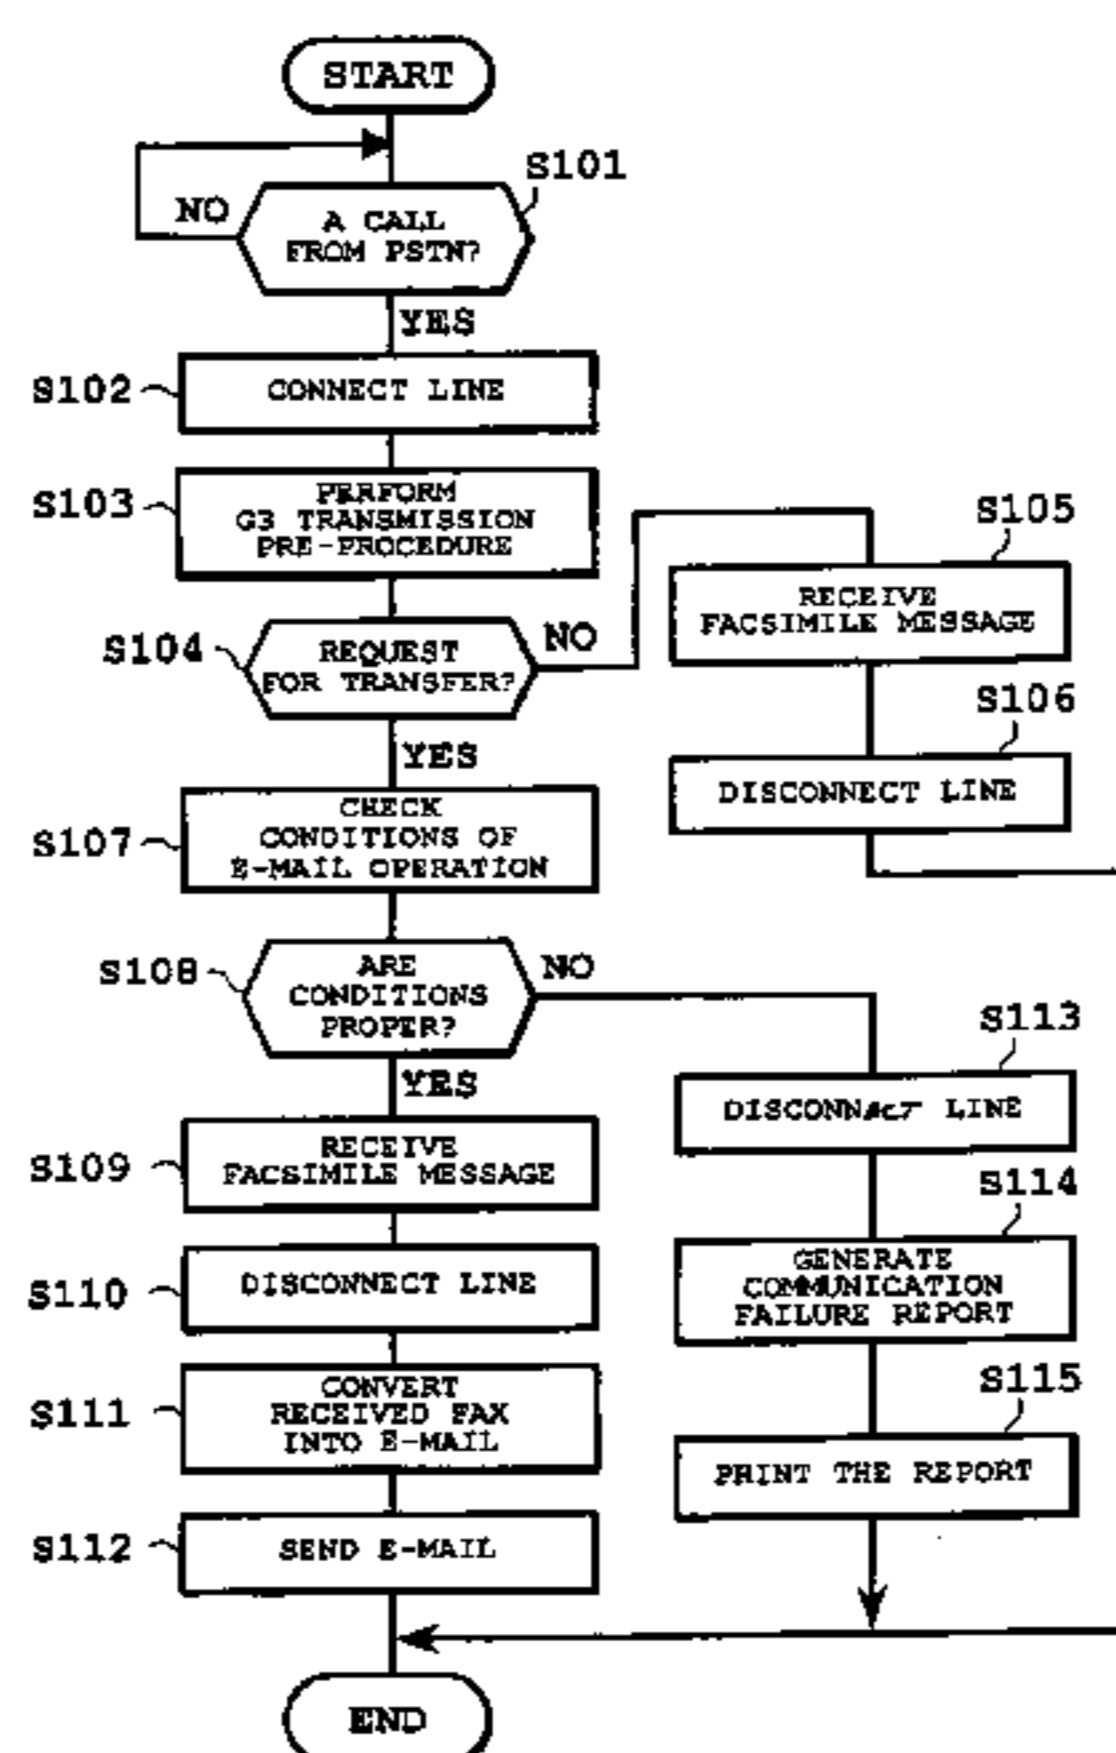 START
S101
NO
A CALL
FROM PSTN?
YES
S102
CONNECT LINE
S103
PERFORM
G3 TRANSMISSION
PRE-PROCEDURE
S104
REQUEST
FOR TRANSFER?
NO
YES
S105
RECEIVE
FACSIMILE MESSAGE
S106
DISCONNECT LINE
S107
CHECK
CONDITIONS OF
E-MAIL OPERATION
S108
ARE
CONDITIONS
PROPER?
NO
YES
S109
RECEIVE
FACSIMILE MESSAGE
S110
DISCONNECT LINE
S111
CONVERT
RECEIVED FAX
INTO E-MAIL
S112
SEND E-MAIL
S113
DISCONNECT LINE
S114
GENERATE
COMMUNICATION
FAILURE REPORT
S115
PRINT THE REPORT
END